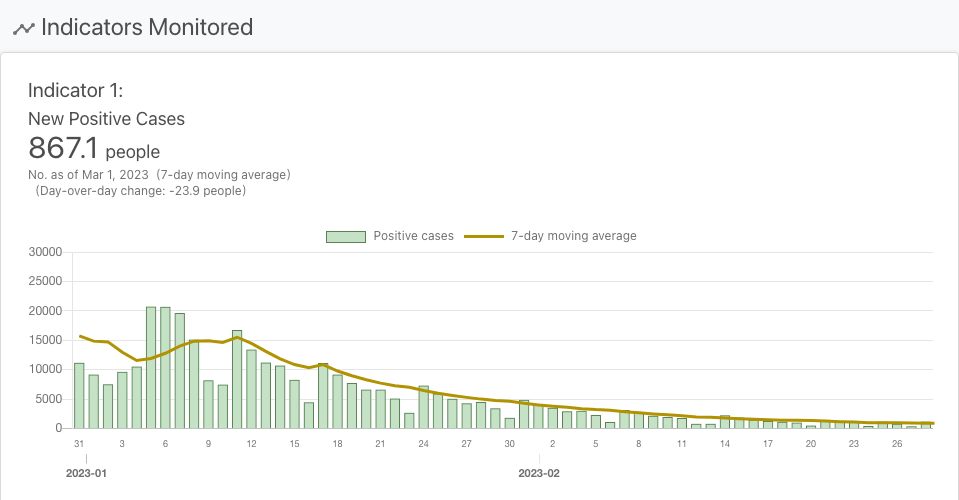 Indicators Monitored
Indicator 1:
New Positive Cases
867.1 people
No. as of Mar 1, 2023 (7-day moving average)
(Day-over-day change: -23.9 people)
Positive cases 7-day moving average
30000
25000
20000
15000
10000
5000
0
31 3 6 9 12 15 18 21 24 27 30 2 5 8 11 14 17 20 23 26
2023-01 2023-02